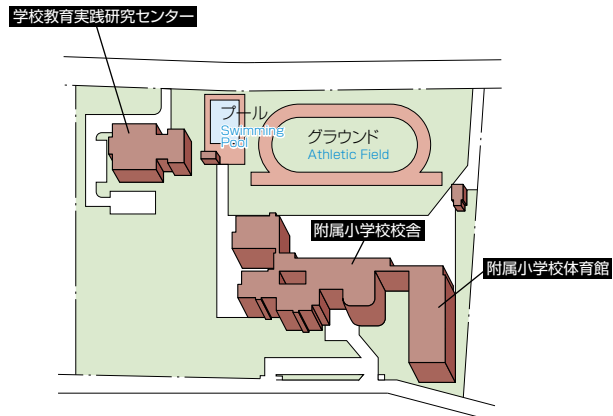 学校教育実践研究センター
プール
Swimming
Pool
グラウンド
Athletic Field
附属小学校校舎
附属小学校体育館